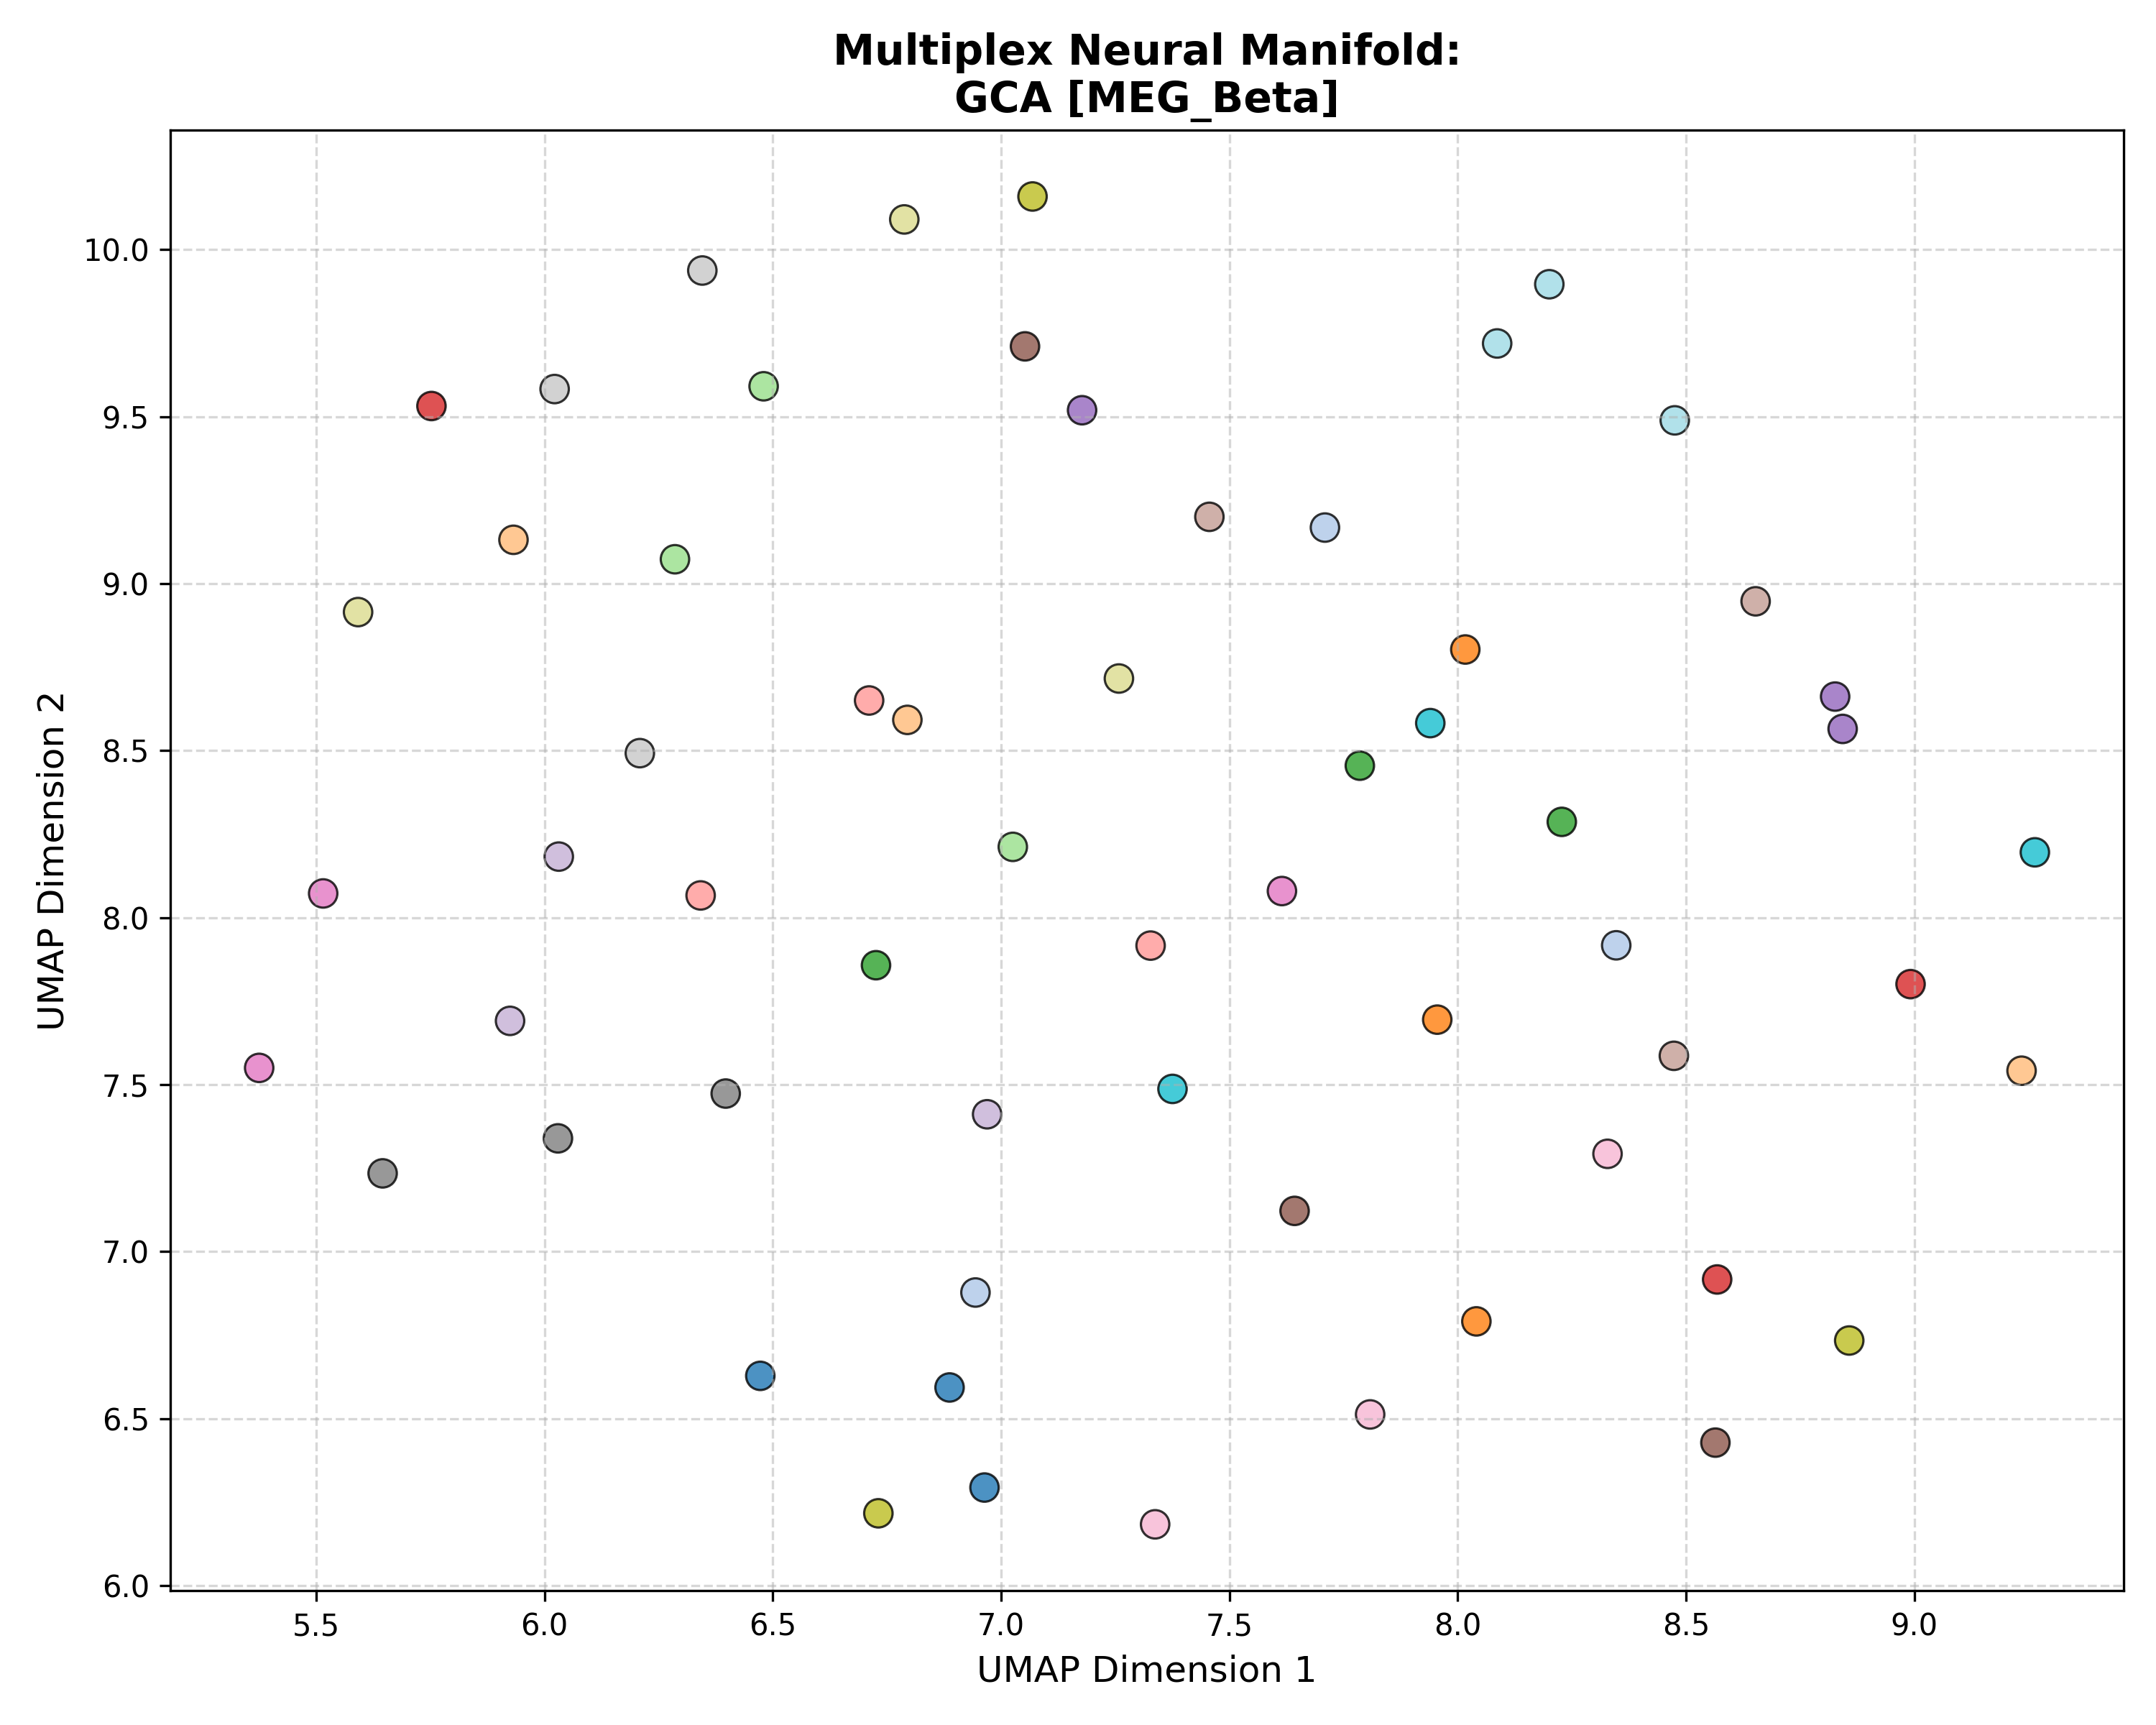 Multiplex Neural Manifold:
GCA [MEG_Beta]
UMAP Dimension 2
10.0
9.5
9.0
8.5
8.0
7.5
7.0
6.5
6.0
5.5 6.0 6.5 7.0 7.5 8.0 8.5 9.0
UMAP Dimension 1